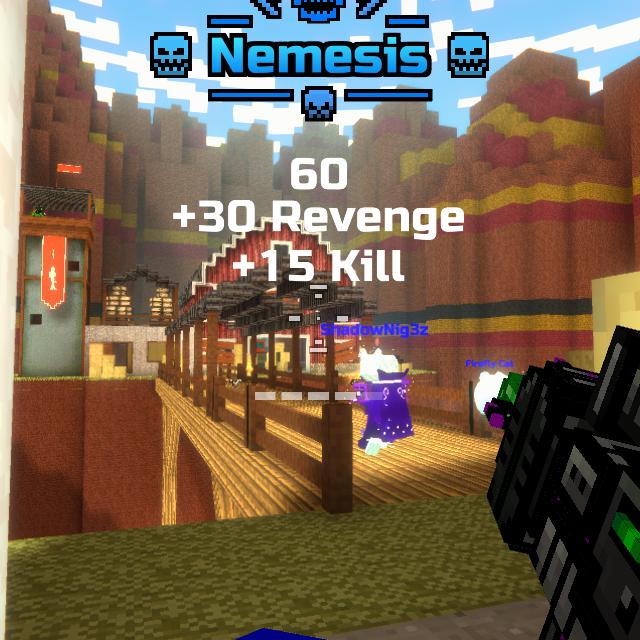 Nemesis
60
+30 Revenge
+15 Kill
ShadowNig3z
Firefly Cat